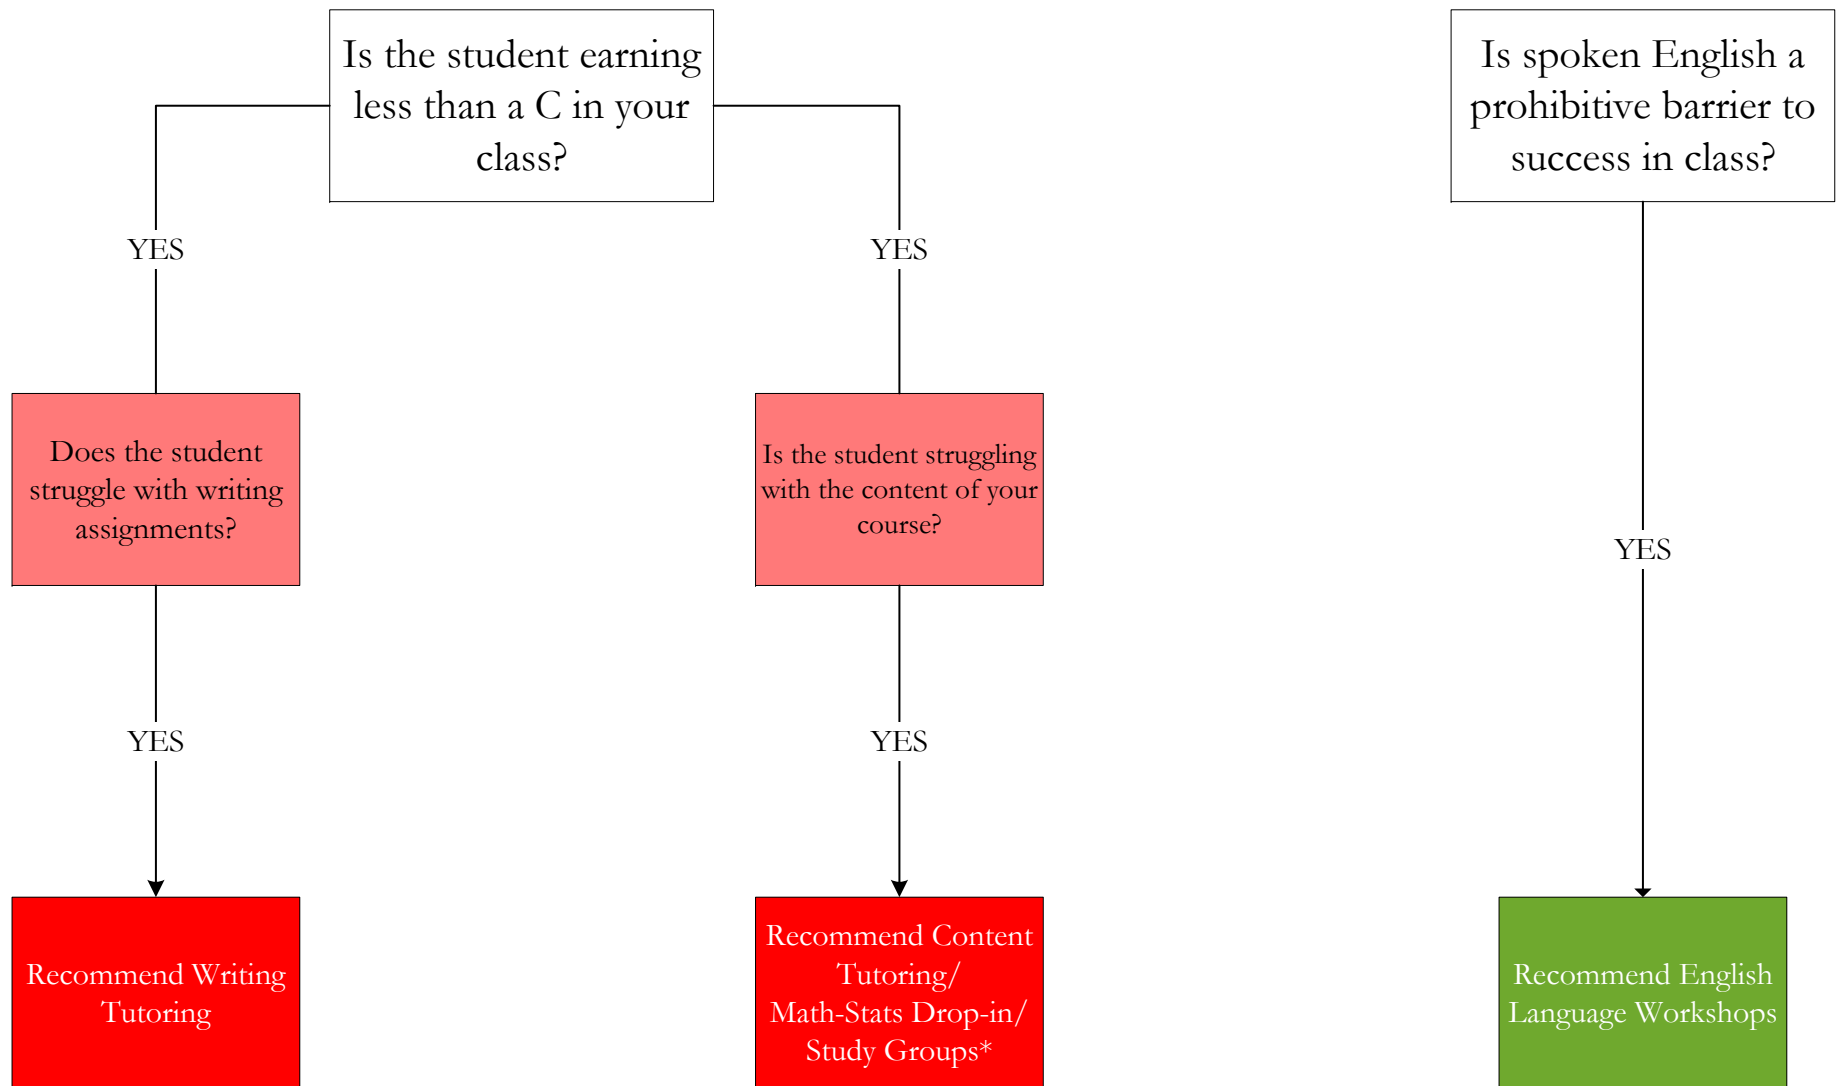 Is the student earning
less than a C in your
class?
Is spoken English a
prohibitive barrier to
success in class?
YES
YES
Does the student
struggle with writing
assignments?
Is the student struggling
with the content of your
course?
YES
YES
YES
Recommend Writing
Tutoring
Recommend Content
Tutoring/
Math-Stats Drop-in/
Study Groups*
Recommend English
Language Workshops